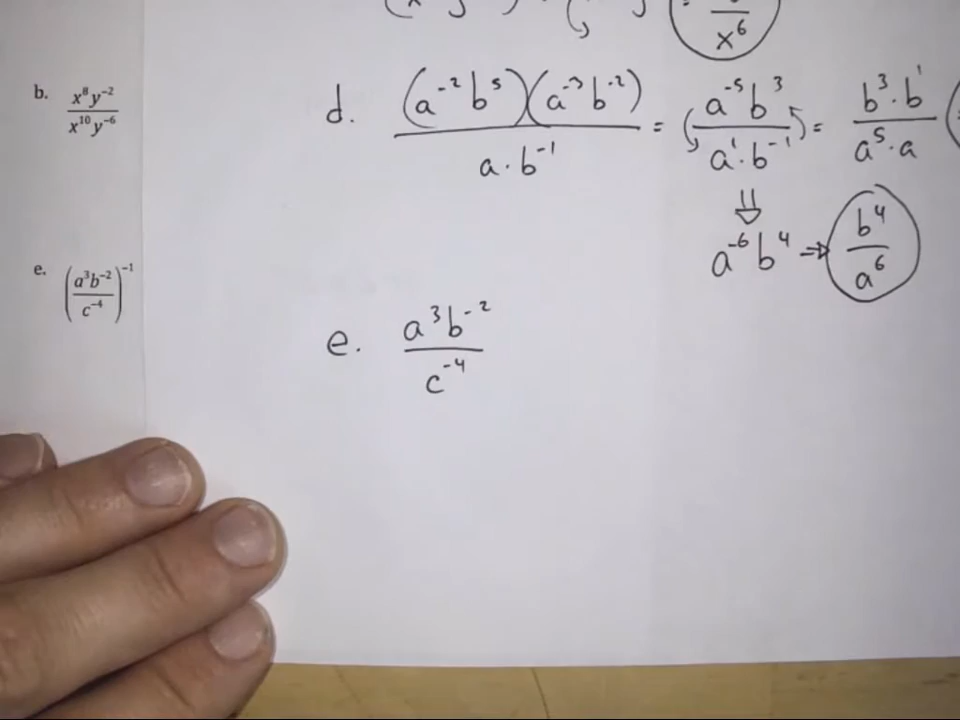 b. x⁸y⁻² / x¹⁰y⁻⁶
e. (a³b⁻² / c⁻⁴)⁻¹
x⁶
d. (a⁻²b⁵)(a⁻³b⁻²) / a·b⁻¹ = a⁻⁵b³ / a¹·b⁻¹ = b³·b¹ / a⁵·a
⇓
a⁻⁶b⁴ ⇒ b⁴ / a⁶
e. a³b⁻² / c⁻⁴